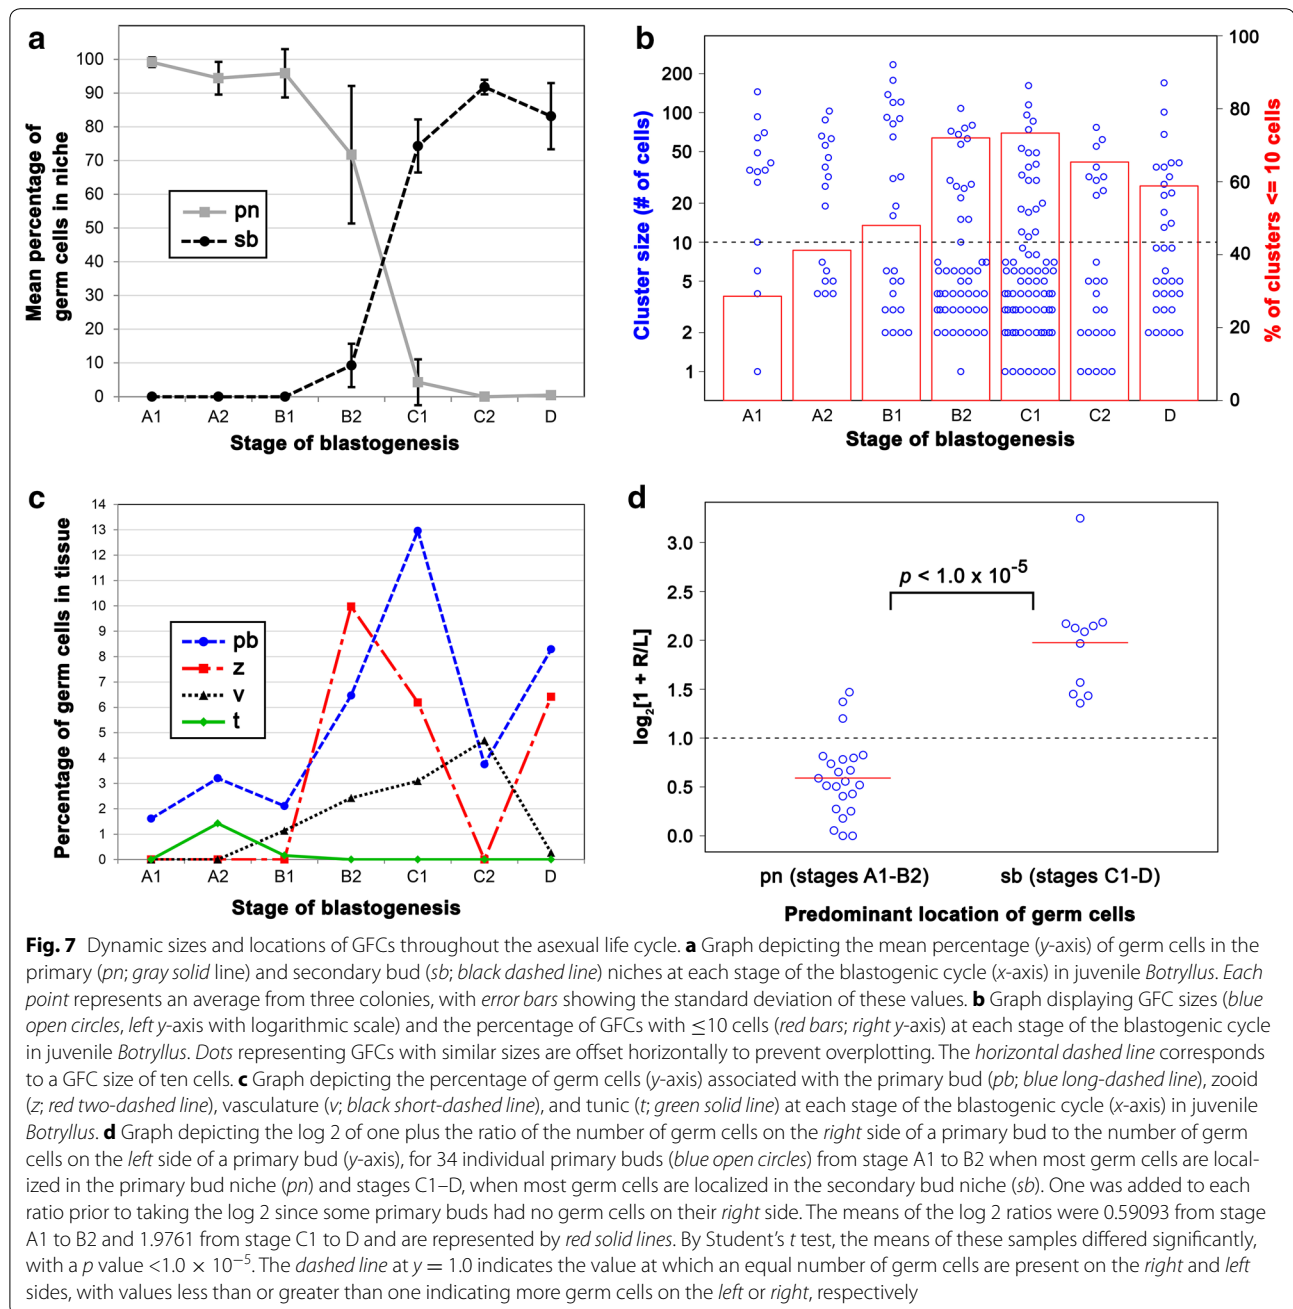 a
Mean percentage of
germ cells in niche
100
90
80
70
60
50
40
30
20
10
0
pn
sb
A1 A2 B1 B2 C1 C2 D
Stage of blastogenesis
b
Cluster size (# of cells)
200
100
50
20
10
5
2
1
% of clusters <= 10 cells
100
80
60
40
20
0
A1 A2 B1 B2 C1 C2 D
Stage of blastogenesis
c
Percentage of germ cells in tissue
14
13
12
11
10
9
8
7
6
5
4
3
2
1
0
pb
z
v
t
A1 A2 B1 B2 C1 C2 D
Stage of blastogenesis
d
log2[1 + R/L]
3.0
2.5
2.0
1.5
1.0
0.5
0.0
p < 1.0 x 10⁻⁵
pn (stages A1-B2) sb (stages C1-D)
Predominant location of germ cells
Fig. 7 Dynamic sizes and locations of GFCs throughout the asexual life cycle. a Graph depicting the mean percentage (y-axis) of germ cells in the
primary (pn; gray solid line) and secondary bud (sb; black dashed line) niches at each stage of the blastogenic cycle (x-axis) in juvenile Botryllus. Each
point represents an average from three colonies, with error bars showing the standard deviation of these values. b Graph displaying GFC sizes (blue
open circles, left y-axis with logarithmic scale) and the percentage of GFCs with ≤10 cells (red bars; right y-axis) at each stage of the blastogenic cycle
in juvenile Botryllus. Dots representing GFCs with similar sizes are offset horizontally to prevent overplotting. The horizontal dashed line corresponds
to a GFC size of ten cells. c Graph depicting the percentage of germ cells (y-axis) associated with the primary bud (pb; blue long-dashed line), zooid
(z; red two-dashed line), vasculature (v; black short-dashed line), and tunic (t; green solid line) at each stage of the blastogenic cycle (x-axis) in juvenile
Botryllus. d Graph depicting the log 2 of one plus the ratio of the number of germ cells on the right side of a primary bud to the number of germ
cells on the left side of a primary bud (y-axis), for 34 individual primary buds (blue open circles) from stage A1 to B2 when most germ cells are local-
ized in the primary bud niche (pn) and stages C1–D, when most germ cells are localized in the secondary bud niche (sb). One was added to each
ratio prior to taking the log 2 since some primary buds had no germ cells on their right side. The means of the log 2 ratios were 0.59093 from stage
A1 to B2 and 1.9761 from stage C1 to D and are represented by red solid lines. By Student's t test, the means of these samples differed significantly,
with a p value <1.0 × 10⁻⁵. The dashed line at y = 1.0 indicates the value at which an equal number of germ cells are present on the right and left
sides, with values less than or greater than one indicating more germ cells on the left or right, respectively